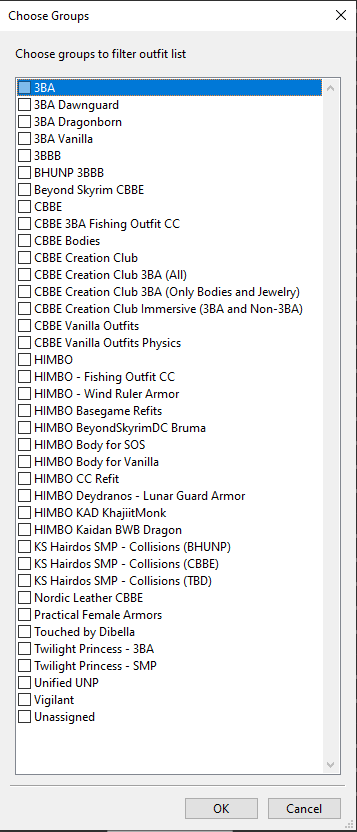 Choose Groups
Choose groups to filter outfit list
3BA
3BA Dawnguard
3BA Dragonborn
3BA Vanilla
3BBB
BHUNP 3BBB
Beyond Skyrim CBBE
CBBE
CBBE 3BA Fishing Outfit CC
CBBE Bodies
CBBE Creation Club
CBBE Creation Club 3BA (All)
CBBE Creation Club 3BA (Only Bodies and Jewelry)
CBBE Creation Club Immersive (3BA and Non-3BA)
CBBE Vanilla Outfits
CBBE Vanilla Outfits Physics
HIMBO
HIMBO - Fishing Outfit CC
HIMBO - Wind Ruler Armor
HIMBO Basegame Refits
HIMBO BeyondSkyrimDC Bruma
HIMBO Body for SOS
HIMBO Body for Vanilla
HIMBO CC Refit
HIMBO Deydranos - Lunar Guard Armor
HIMBO KAD KhajiitMonk
HIMBO Kaidan BWB Dragon
KS Hairdos SMP - Collisions (BHUNP)
KS Hairdos SMP - Collisions (CBBE)
KS Hairdos SMP - Collisions (TBD)
Nordic Leather CBBE
Practical Female Armors
Touched by Dibella
Twilight Princess - 3BA
Twilight Princess - SMP
Unified UNP
Vigilant
Unassigned
OK
Cancel